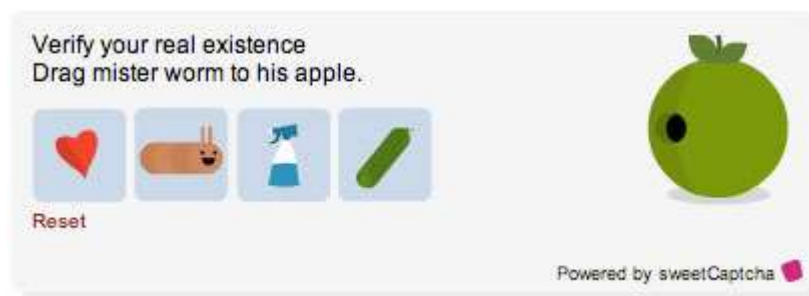 Verify your real existence
Drag mister worm to his apple.
Reset
Powered by sweetCaptcha